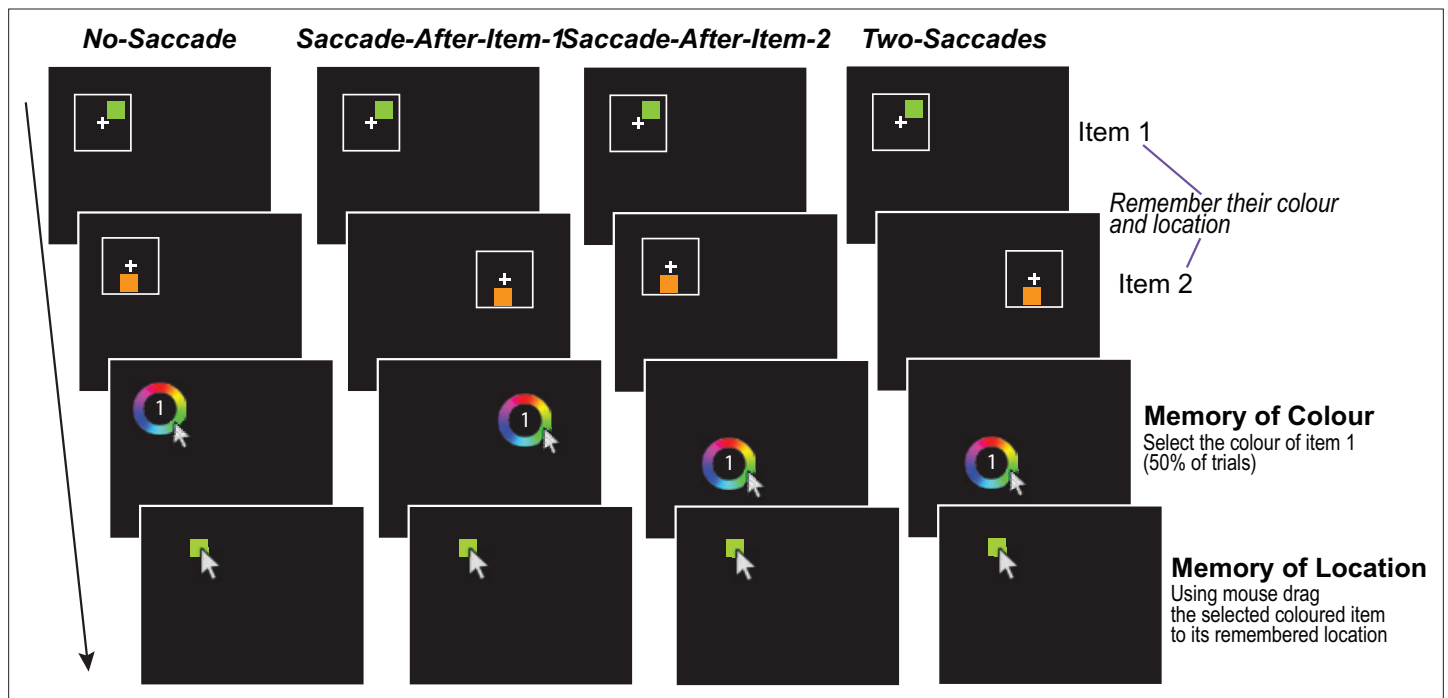 No-Saccade
Saccade-After-Item-1
Saccade-After-Item-2
Two-Saccades
Item 1
Remember their colour
and location
Item 2
1
1
1
1
Memory of Colour
Select the colour of item 1
(50% of trials)
Memory of Location
Using mouse drag
the selected coloured item
to its remembered location